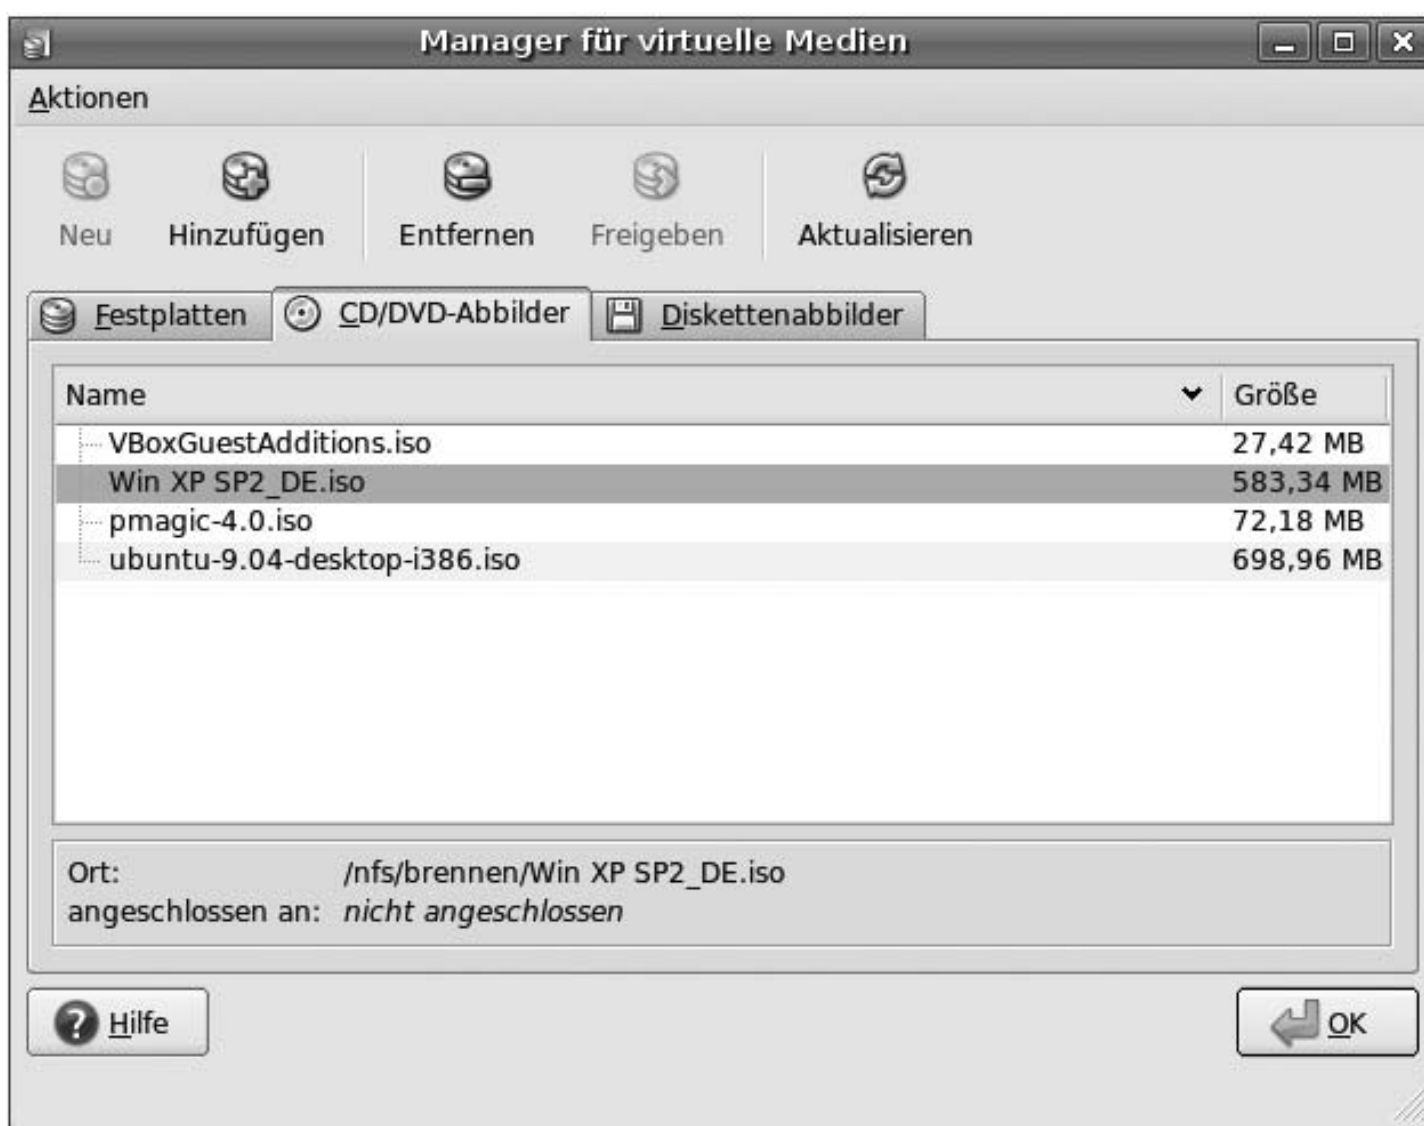 Manager für virtuelle Medien
Aktionen
Neu Hinzufügen Entfernen Freigeben Aktualisieren
Festplatten CD/DVD-Abbilder Diskettenabbilder
Name Größe
VBoxGuestAdditions.iso 27,42 MB
Win XP SP2_DE.iso 583,34 MB
pmagic-4.0.iso 72,18 MB
ubuntu-9.04-desktop-i386.iso 698,96 MB
Ort: /nfs/brennen/Win XP SP2_DE.iso
angeschlossen an: nicht angeschlossen
Hilfe OK